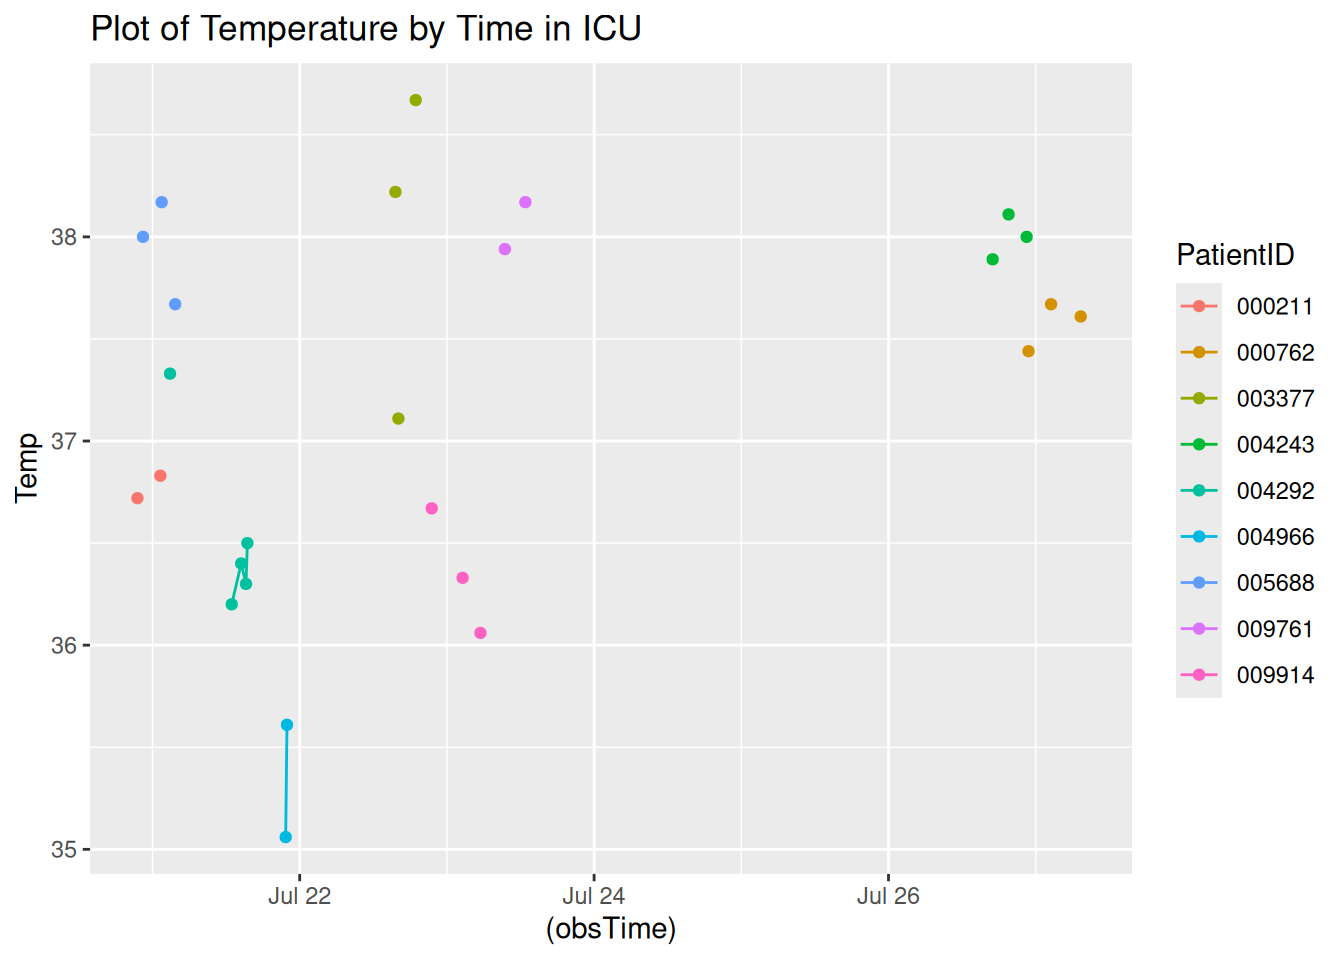 Plot of Temperature by Time in ICU
38
37
36
35
Temp
Jul 22
Jul 24
Jul 26
(obsTime)
PatientID
000211
000762
003377
004243
004292
004966
005688
009761
009914